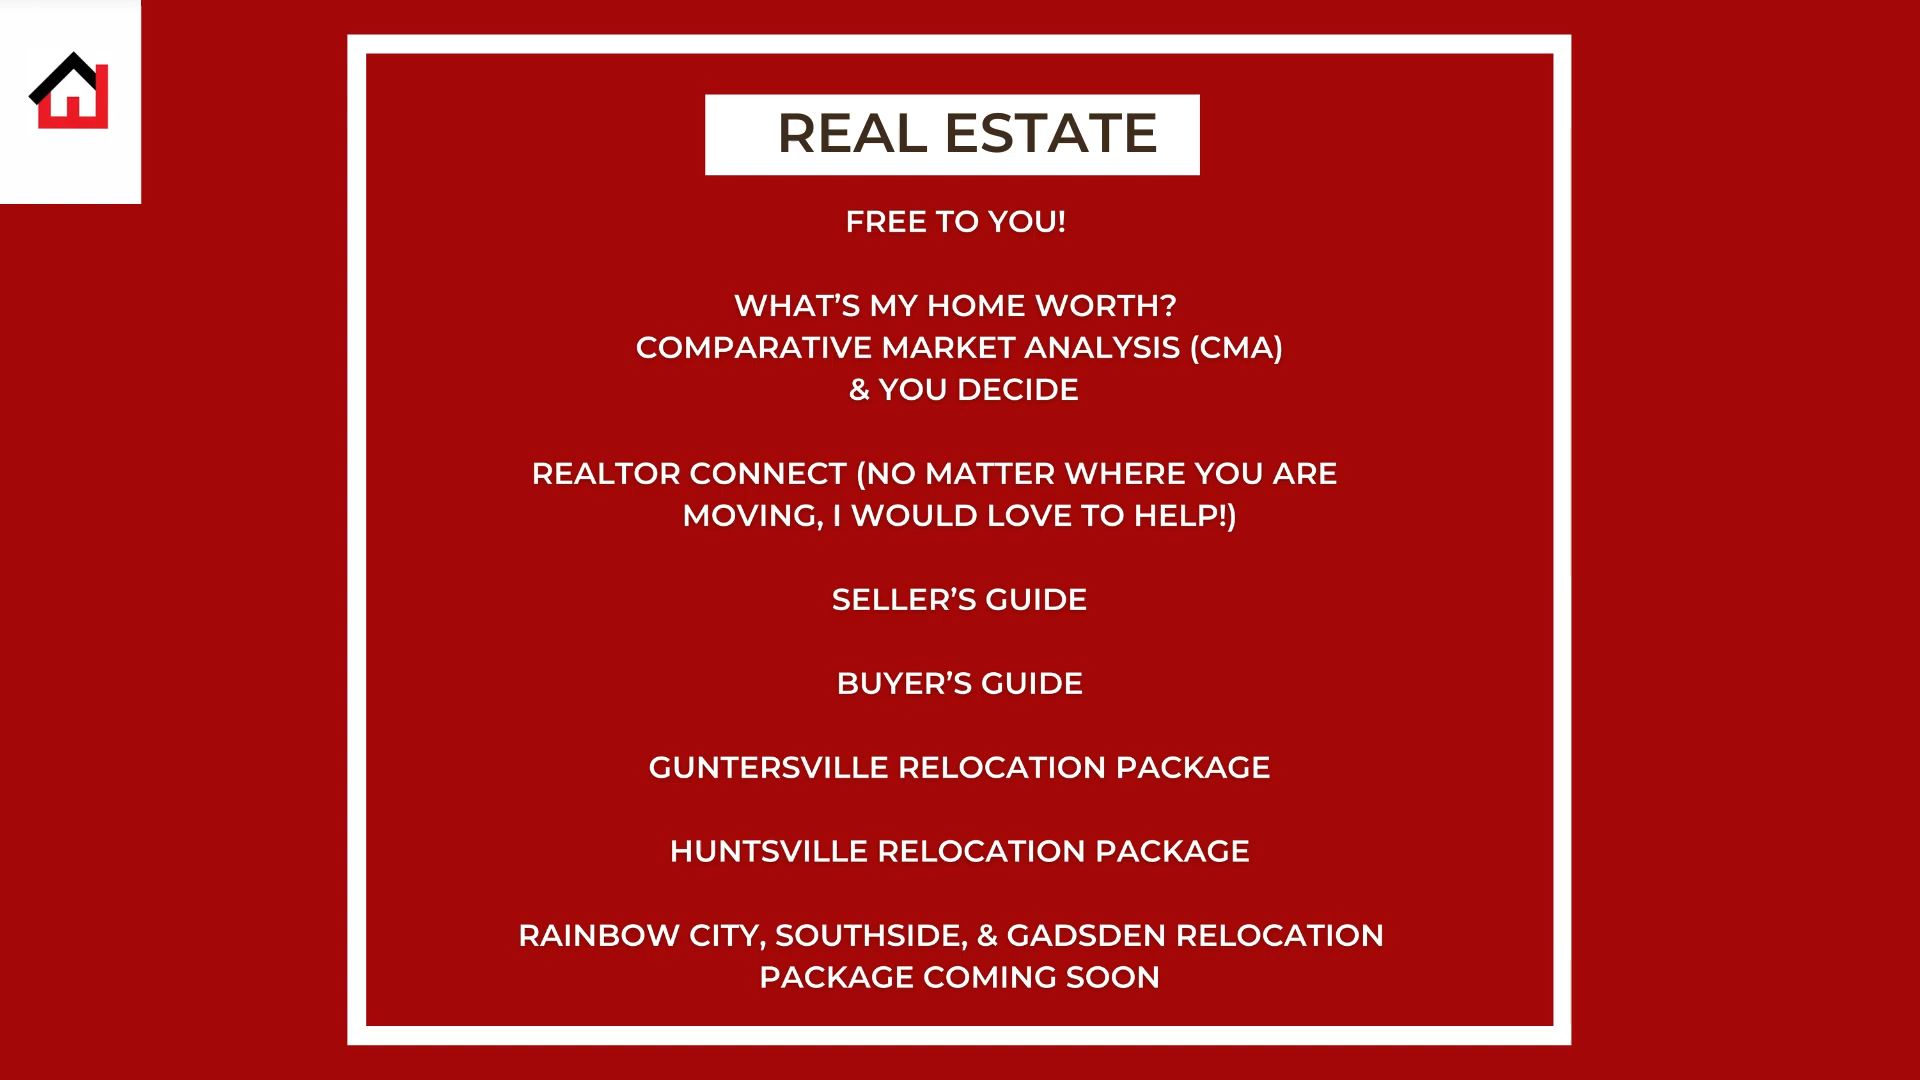 REAL ESTATE
FREE TO YOU!
WHAT’S MY HOME WORTH?
COMPARATIVE MARKET ANALYSIS (CMA)
& YOU DECIDE
REALTOR CONNECT (NO MATTER WHERE YOU ARE
MOVING, I WOULD LOVE TO HELP!)
SELLER’S GUIDE
BUYER’S GUIDE
GUNTERSVILLE RELOCATION PACKAGE
HUNTSVILLE RELOCATION PACKAGE
RAINBOW CITY, SOUTHSIDE, & GADSDEN RELOCATION
PACKAGE COMING SOON